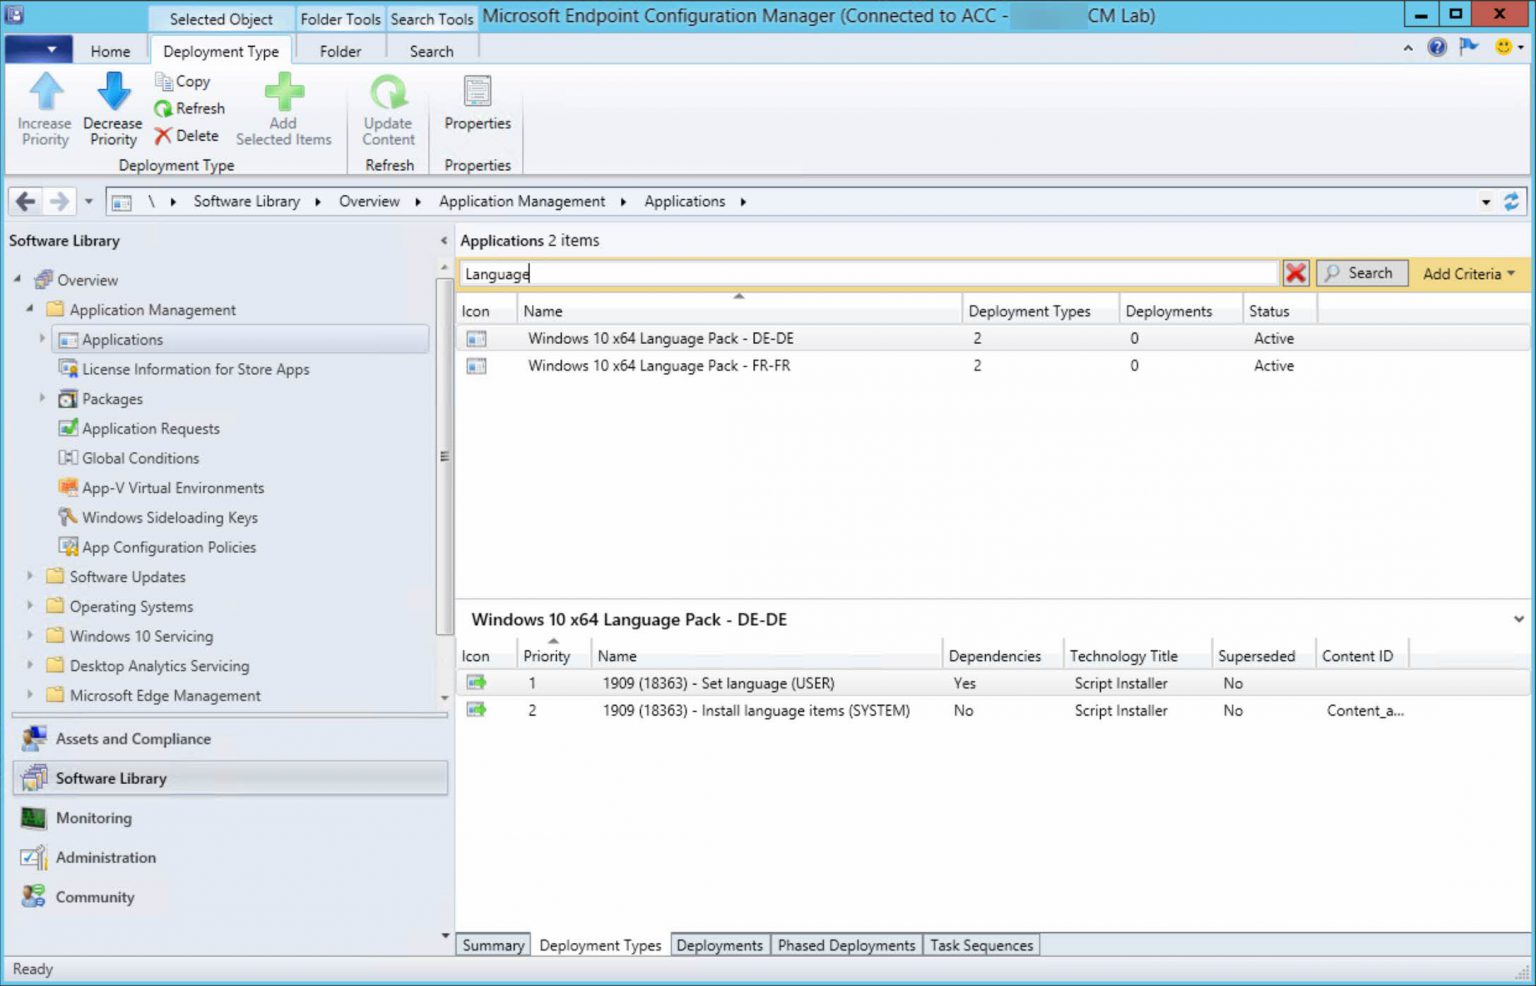 Selected Object Folder Tools Search Tools Microsoft Endpoint Configuration Manager (Connected to ACC - CM Lab)
Home Deployment Type Folder Search
Increase Priority
Decrease Priority
Copy
Refresh
Delete
Add Selected Items
Update Content
Properties
Deployment Type Refresh Properties
\ Software Library Overview Application Management Applications
Software Library
Overview
Application Management
Applications
License Information for Store Apps
Packages
Application Requests
Global Conditions
App-V Virtual Environments
Windows Sideloading Keys
App Configuration Policies
Software Updates
Operating Systems
Windows 10 Servicing
Desktop Analytics Servicing
Microsoft Edge Management
Assets and Compliance
Software Library
Monitoring
Administration
Community
Applications 2 items
Language Search Add Criteria
Icon Name Deployment Types Deployments Status
Windows 10 x64 Language Pack - DE-DE 2 0 Active
Windows 10 x64 Language Pack - FR-FR 2 0 Active
Windows 10 x64 Language Pack - DE-DE
Icon Priority Name Dependencies Technology Title Superseded Content ID
1 1909 (18363) - Set language (USER) Yes Script Installer No
2 1909 (18363) - Install language items (SYSTEM) No Script Installer No Content_a...
Summary Deployment Types Deployments Phased Deployments Task Sequences
Ready